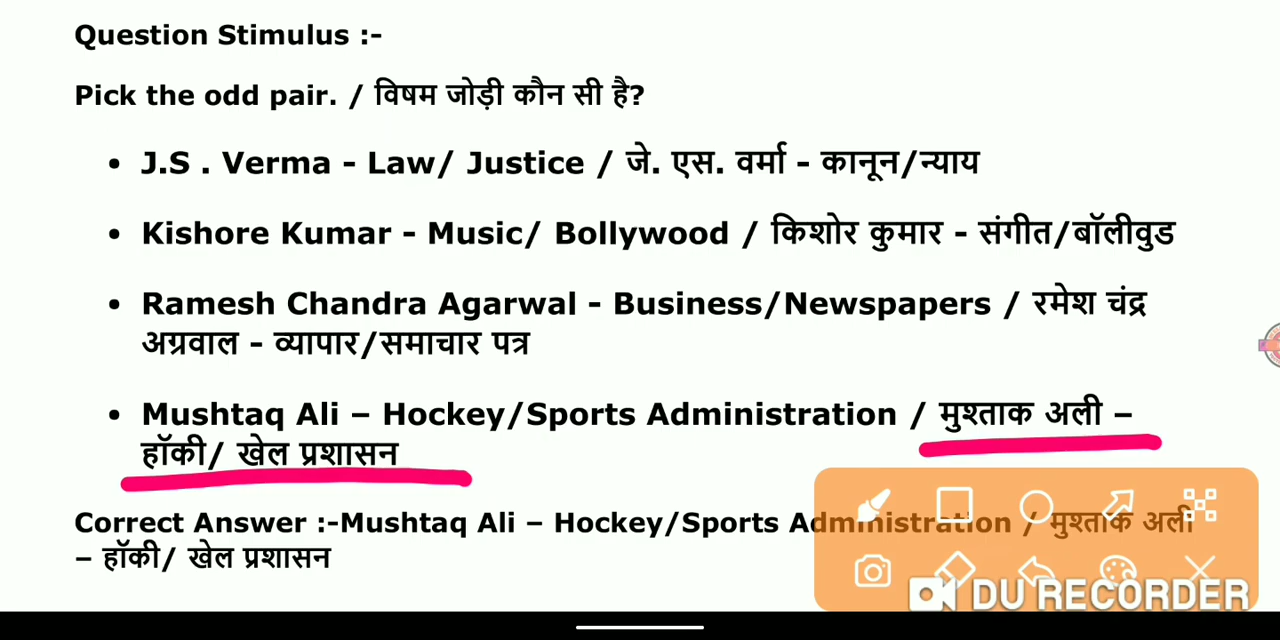 Question Stimulus :-
Pick the odd pair. / विषम जोड़ी कौन सी है?
• J.S . Verma - Law/ Justice / जे. एस. वर्मा - कानून/न्याय
• Kishore Kumar - Music/ Bollywood / किशोर कुमार - संगीत/बॉलीवुड
• Ramesh Chandra Agarwal - Business/Newspapers / रमेश चंद्र
अग्रवाल - व्यापार/समाचार पत्र
• Mushtaq Ali – Hockey/Sports Administration / मुश्ताक अली –
हॉकी/ खेल प्रशासन
Correct Answer :-Mushtaq Ali – Hockey/Sports Administration / मुश्ताक अली
– हॉकी/ खेल प्रशासन
DU RECORDER